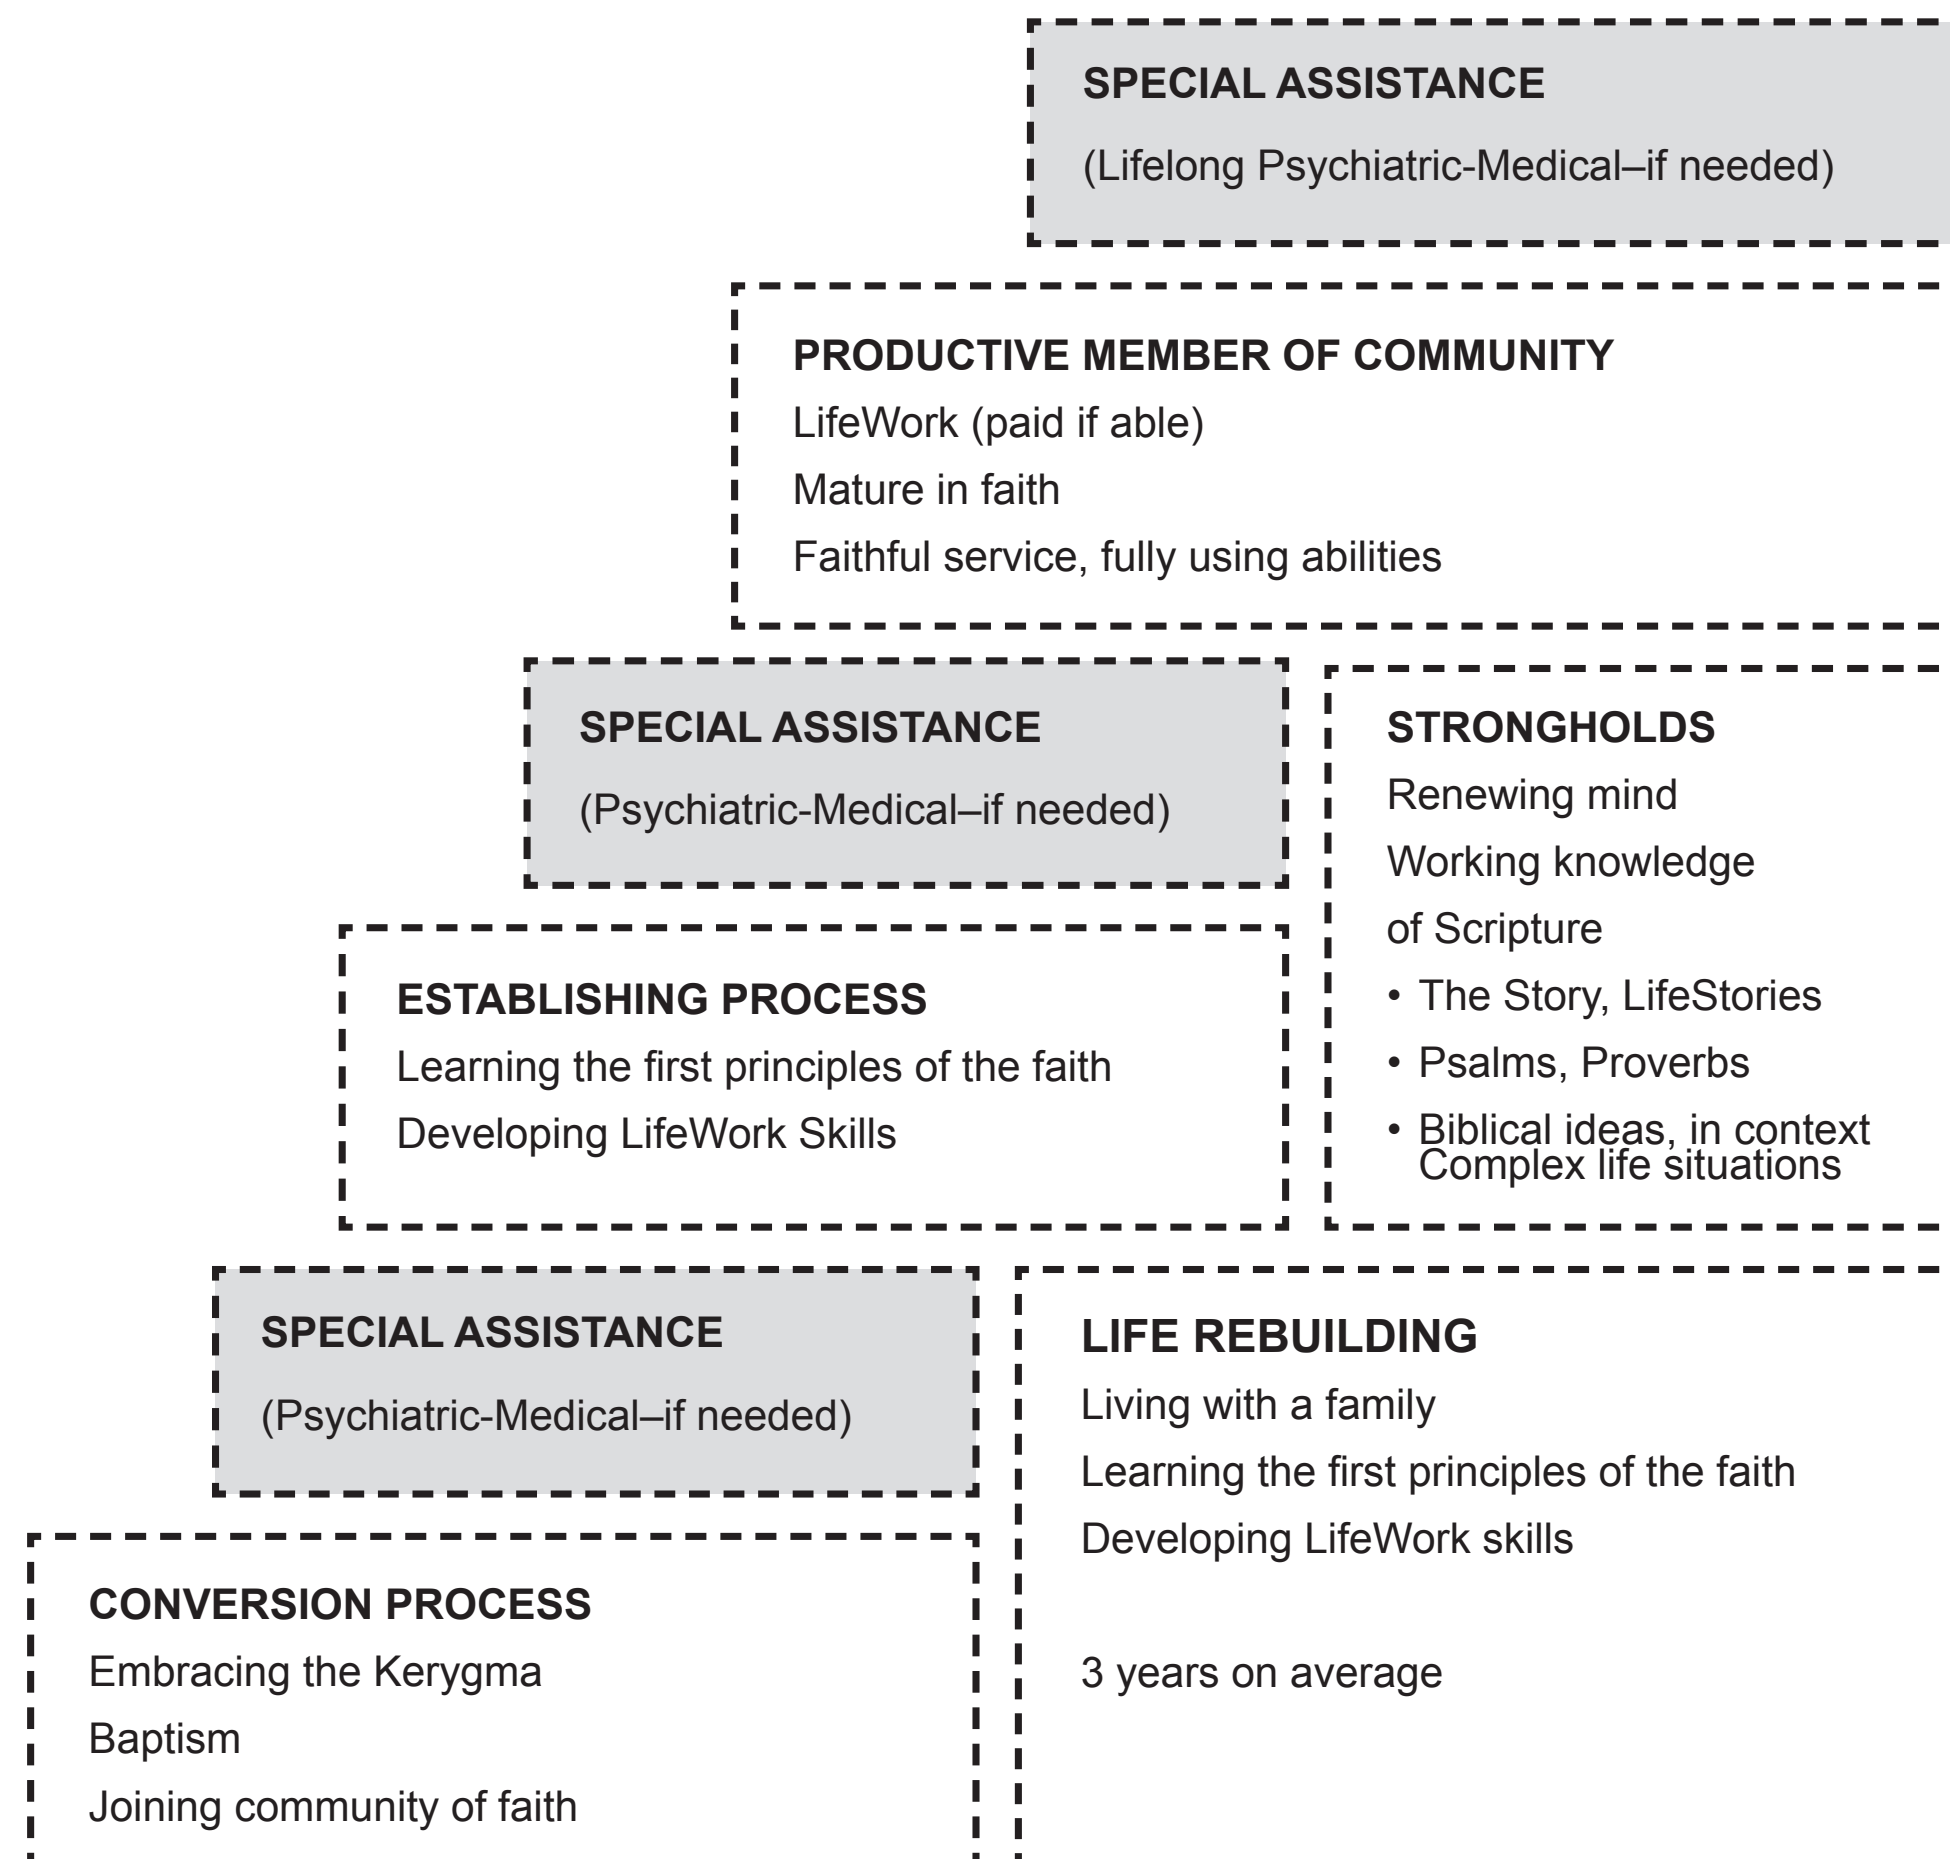 SPECIAL ASSISTANCE
(Lifelong Psychiatric-Medical–if needed)
PRODUCTIVE MEMBER OF COMMUNITY
LifeWork (paid if able)
Mature in faith
Faithful service, fully using abilities
SPECIAL ASSISTANCE
(Psychiatric-Medical–if needed)
STRONGHOLDS
Renewing mind
Working knowledge
of Scripture
• The Story, LifeStories
• Psalms, Proverbs
• Biblical ideas, in context
Complex life situations
ESTABLISHING PROCESS
Learning the first principles of the faith
Developing LifeWork Skills
SPECIAL ASSISTANCE
(Psychiatric-Medical–if needed)
LIFE REBUILDING
Living with a family
Learning the first principles of the faith
Developing LifeWork skills
3 years on average
CONVERSION PROCESS
Embracing the Kerygma
Baptism
Joining community of faith